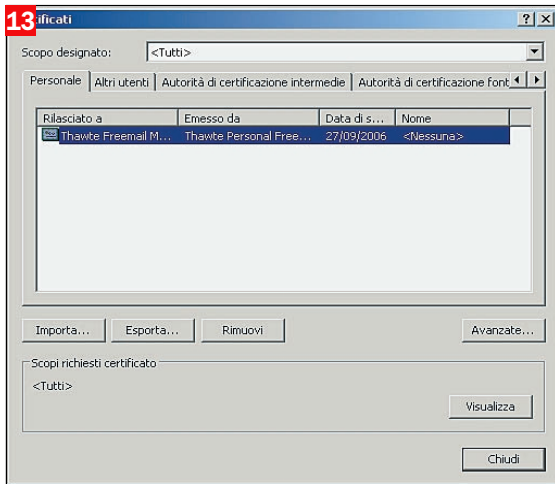 13
ificati
Scopo designato: <Tutti>
Personale Altri utenti Autorità di certificazione intermedie Autorità di certificazione font
Rilasciato a Emesso da Data di s... Nome
Thawte Freemail M... Thawte Personal Free... 27/09/2006 <Nessuna>
Importa... Esporta... Rimuovi Avanzate...
Scopi richiesti certificato
<Tutti>
Visualizza
Chiudi